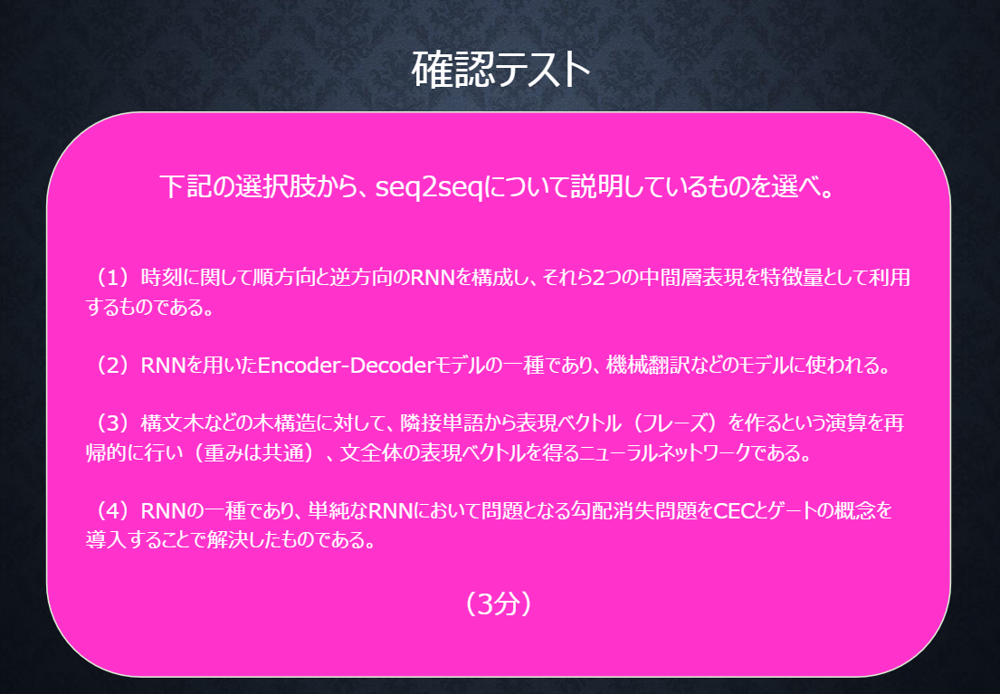 確認テスト
下記の選択肢から、seq2seqについて説明しているものを選べ。
（1）時刻に関して順方向と逆方向のRNNを構成し、それら2つの中間層表現を特徴量として利用
するものである。
（2）RNNを用いたEncoder-Decoderモデルの一種であり、機械翻訳などのモデルに使われる。
（3）構文木などの木構造に対して、隣接単語から表現ベクトル（フレーズ）を作るという演算を再
帰的に行い（重みは共通）、文全体の表現ベクトルを得るニューラルネットワークである。
（4）RNNの一種であり、単純なRNNにおいて問題となる勾配消失問題をCECとゲートの概念を
導入することで解決したものである。
（3分）